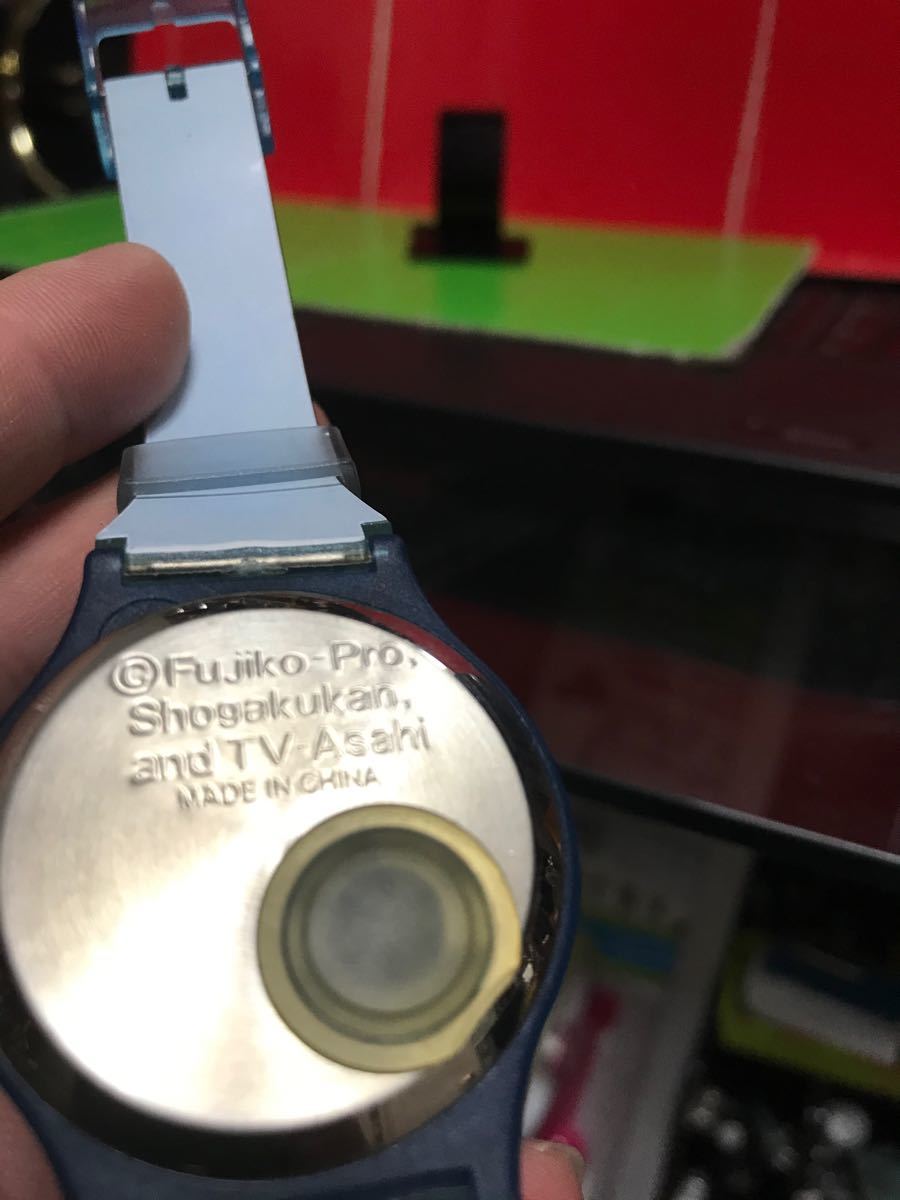 ©Fujiko-Pro,
Shogakukan,
and TV-Asahi
MADE IN CHINA